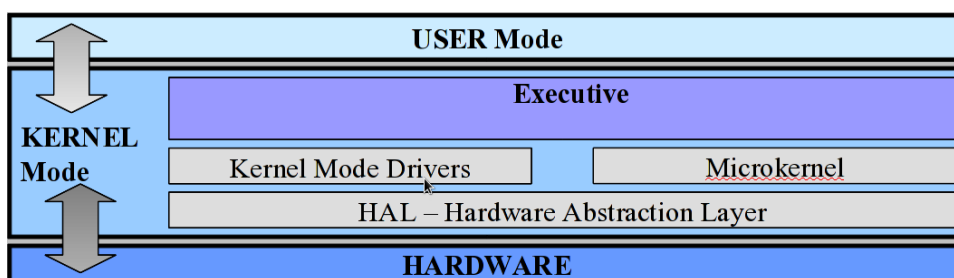 USER Mode
Executive
KERNEL
Mode
Kernel Mode Drivers
Microkernel
HAL – Hardware Abstraction Layer
HARDWARE